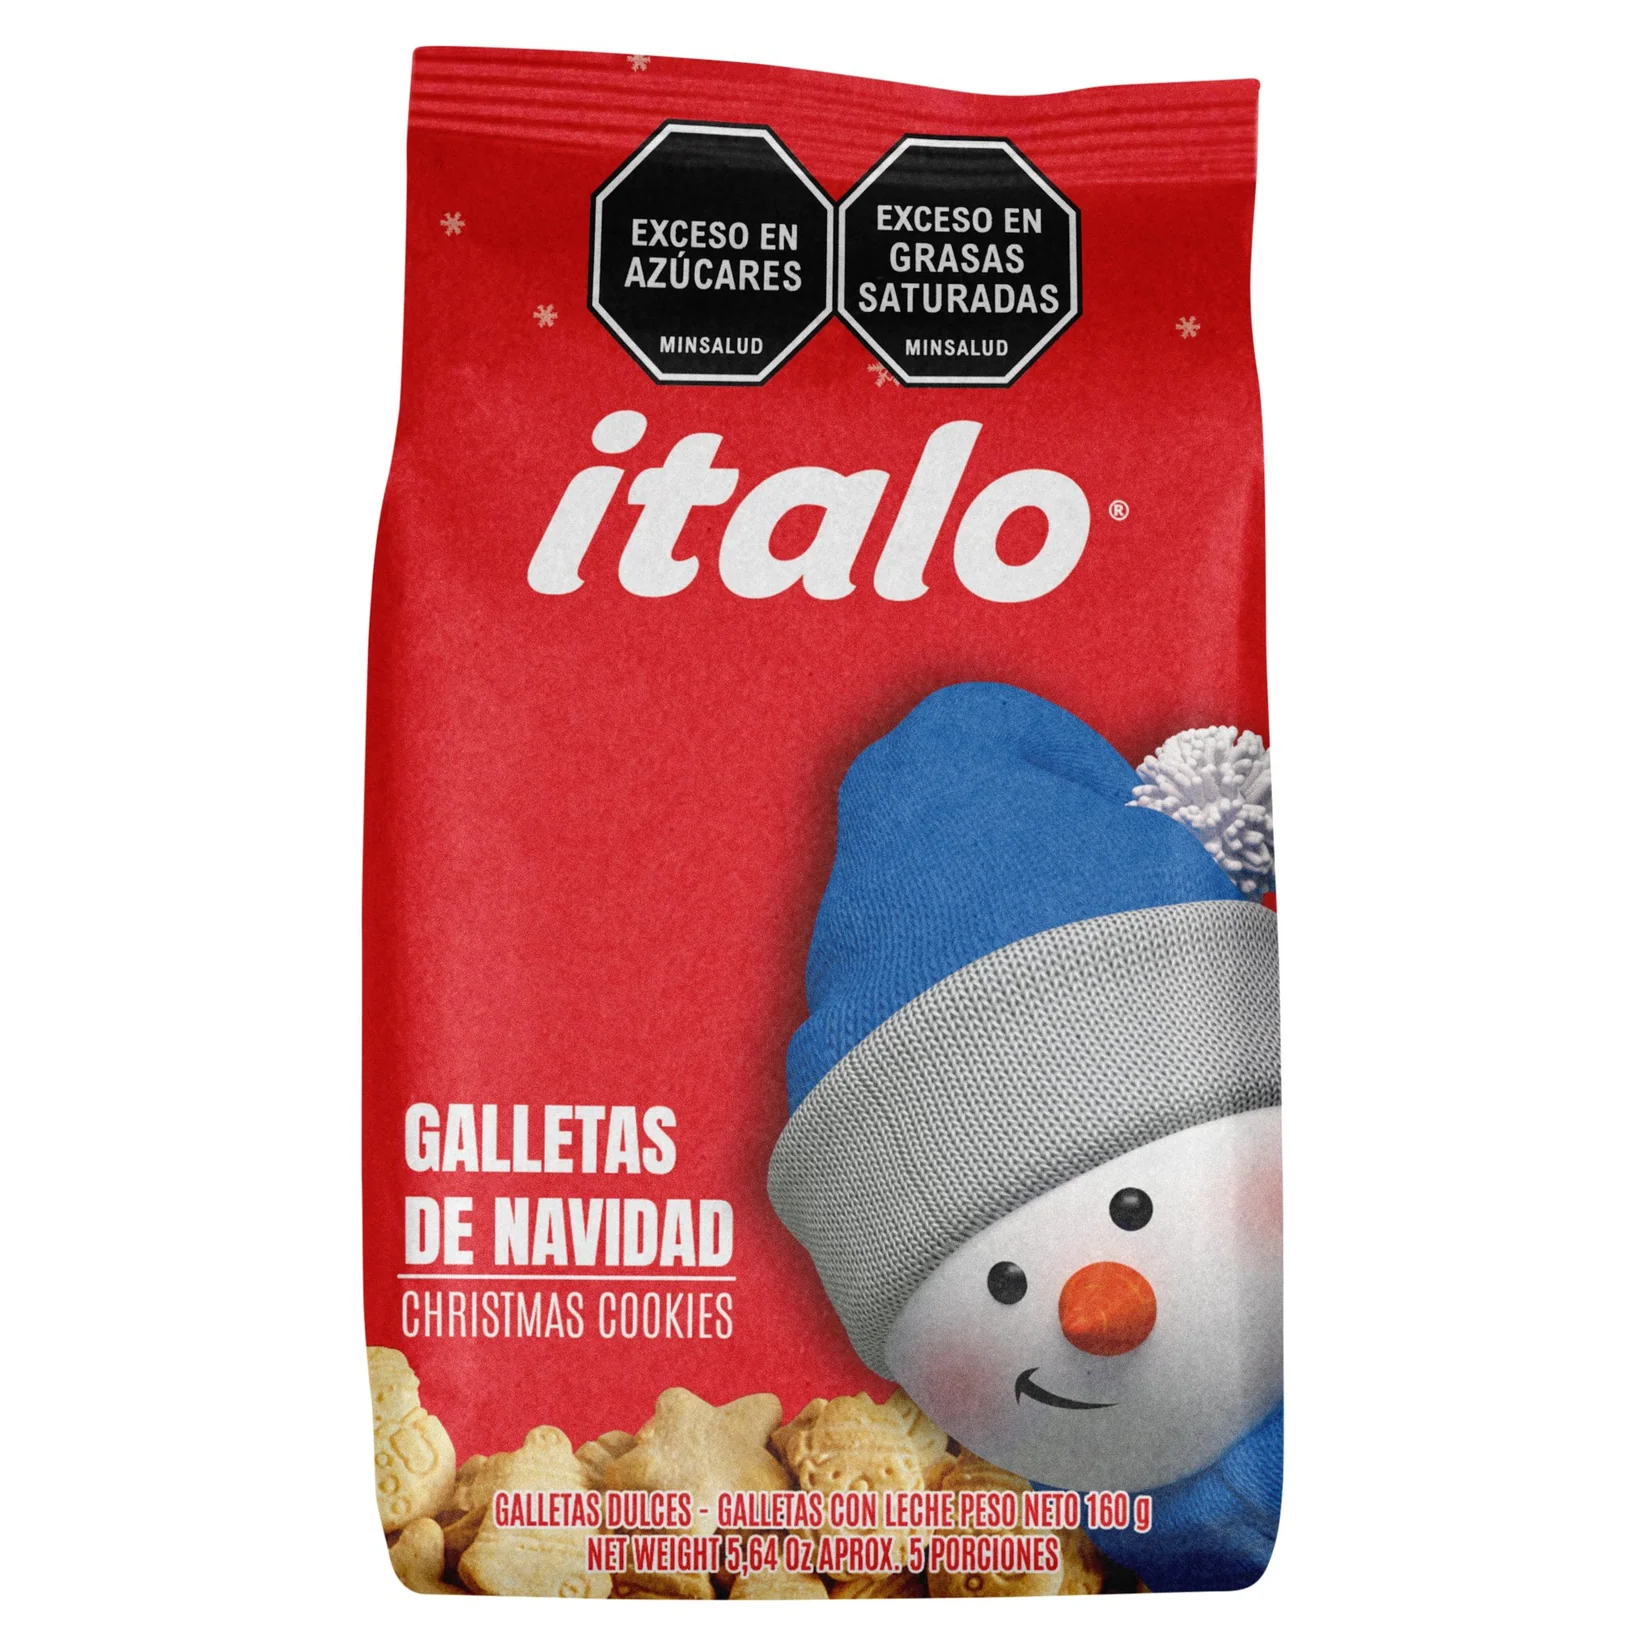 EXCESO EN
AZÚCARES
MINSALUD
EXCESO EN
GRASAS
SATURADAS
MINSALUD
italo®
GALLETAS
DE NAVIDAD
CHRISTMAS COOKIES
GALLETAS DULCES - GALLETAS CON LECHE PESO NETO 160 g
NET WEIGHT 5,64 Oz APROX. 5 PORCIONES